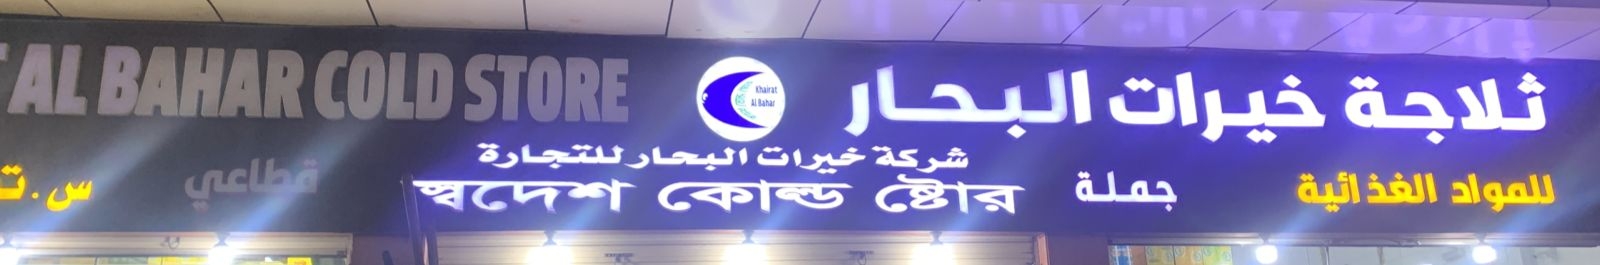 AL BAHAR COLD STORE
Khairat
Al Bahar
ثلاجة خيرات البحار
شركة خيرات البحار للتجارة
للمواد الغذائية
جملة
স্বদেশ কোল্ড ষ্টোর
قطاعي
س.ت